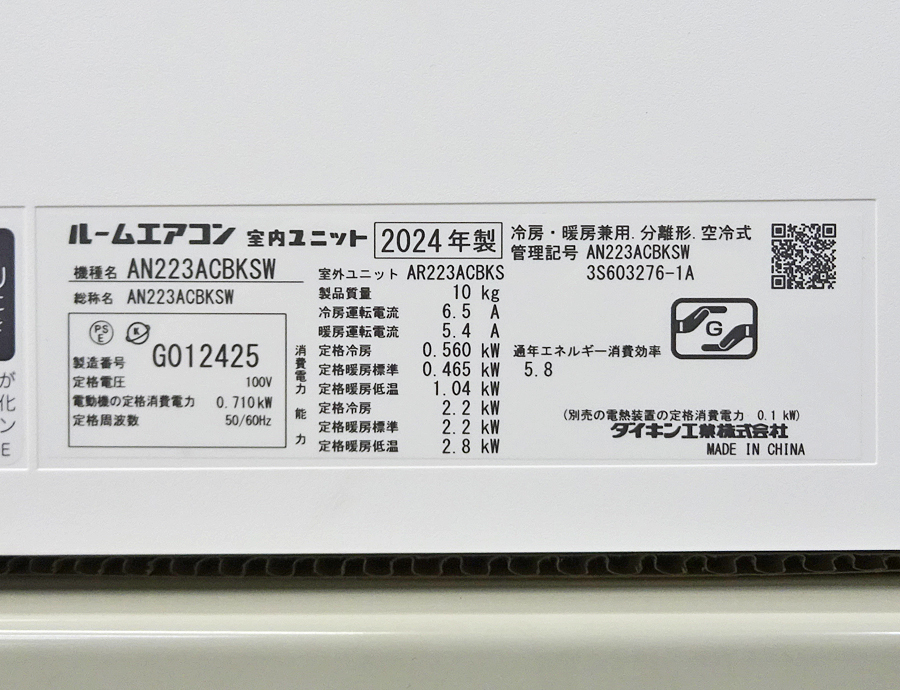 ルームエアコン 室内ユニット 2024年製
冷房・暖房兼用.分離形.空冷式
機種名 AN223ACBKSW
総称名 AN223ACBKSW
管理記号 AN223ACBKSW
3S603276-1A
PS
E
製造番号 G012425
定格電圧 100V
電動機の定格消費電力 0.710kW
定格周波数 50/60Hz
室外ユニット AR223ACBKS
製品質量 10 kg
冷房運転電流 6.5 A
暖房運転電流 5.4 A
消費電力
定格冷房 0.560 kW
定格暖房標準 0.465 kW
定格暖房低温 1.04 kW
能力
定格冷房 2.2 kW
定格暖房標準 2.2 kW
定格暖房低温 2.8 kW
通年エネルギー消費効率
5.8
G
(別売の電熱装置の定格消費電力 0.1 kW)
ダイキン工業株式会社
MADE IN CHINA
が
化
ン
E